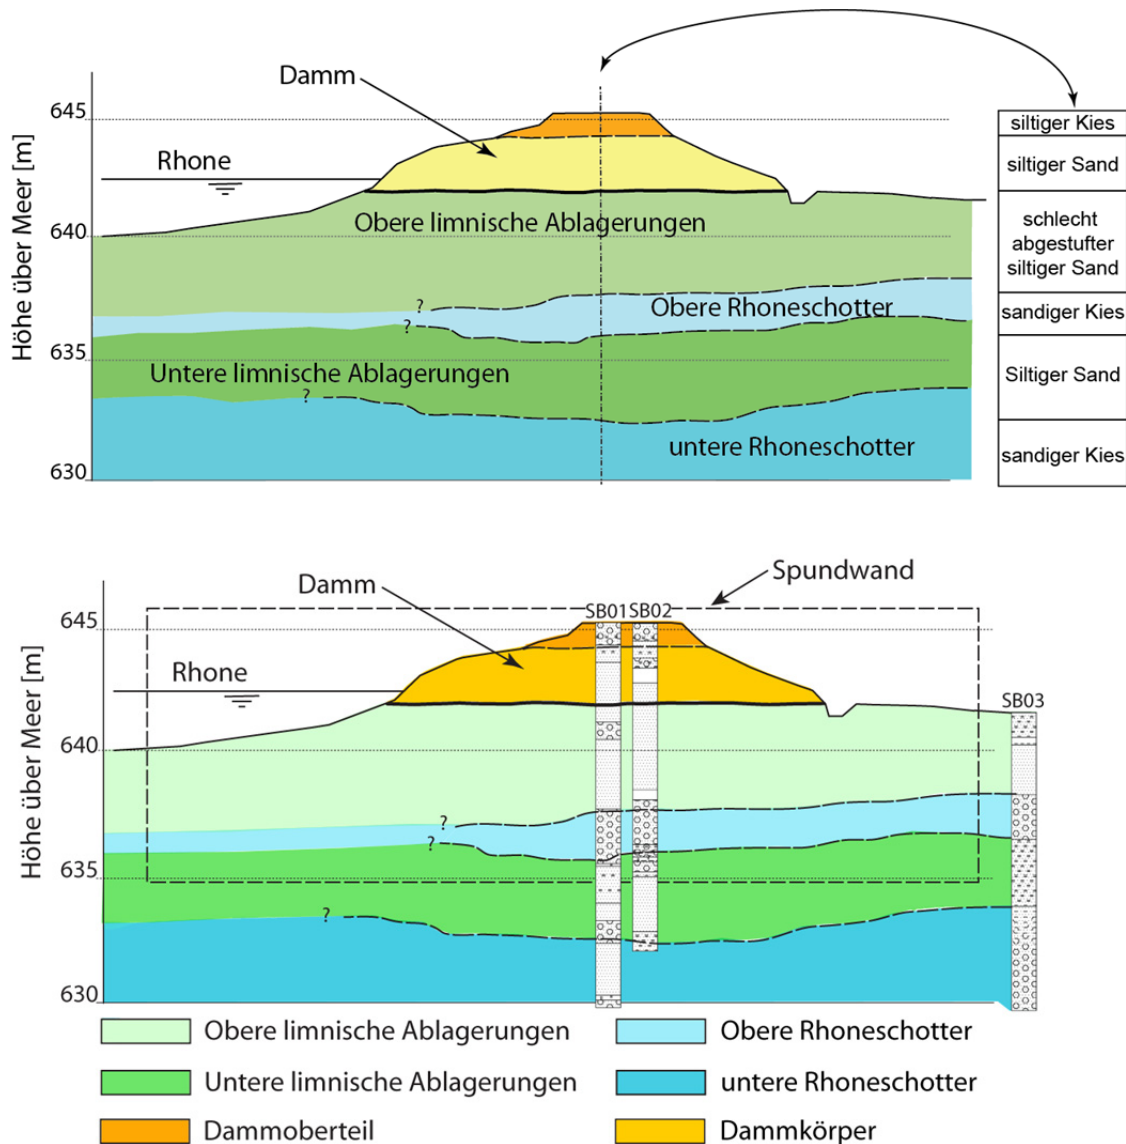 Damm
645
Rhone
Höhe über Meer [m]
640
Obere limnische Ablagerungen
?
?
Obere Rhoneschotter
635
Untere limnische Ablagerungen
?
untere Rhoneschotter
630
siltiger Kies
siltiger Sand
schlecht
abgestufter
siltiger Sand
sandiger Kies
Siltiger Sand
sandiger Kies
Damm
Spundwand
SB01 SB02
645
Rhone
SB03
Höhe über Meer [m]
640
?
?
635
?
630
Obere limnische Ablagerungen
Obere Rhoneschotter
Untere limnische Ablagerungen
untere Rhoneschotter
Dammoberteil
Dammkörper